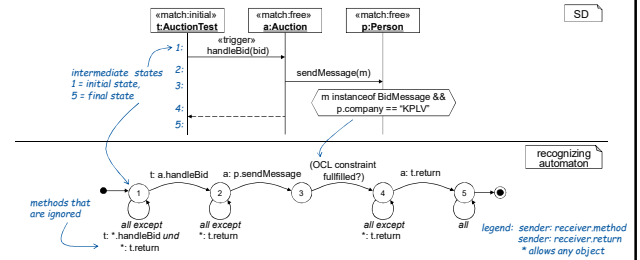 «match:initial»
t:AuctionTest
«match:free»
a:Auction
«match:free»
p:Person
SD
«trigger»
handleBid(bid)
1:
intermediate states
1 = initial state,
5 = final state
2:
sendMessage(m)
3:
m instanceof BidMessage &&
p.company == "KPLV"
4:
5:
recognizing
automaton
(OCL constraint
fullfilled?)
t: a.handleBid
a: p.sendMessage
a: t.return
1
2
3
4
5
methods that
are ignored
all except
t: *.handleBid und
*: t.return
all except
*: t.return
all except
*: t.return
all
legend: sender: receiver.method
sender: receiver.return
* allows any object